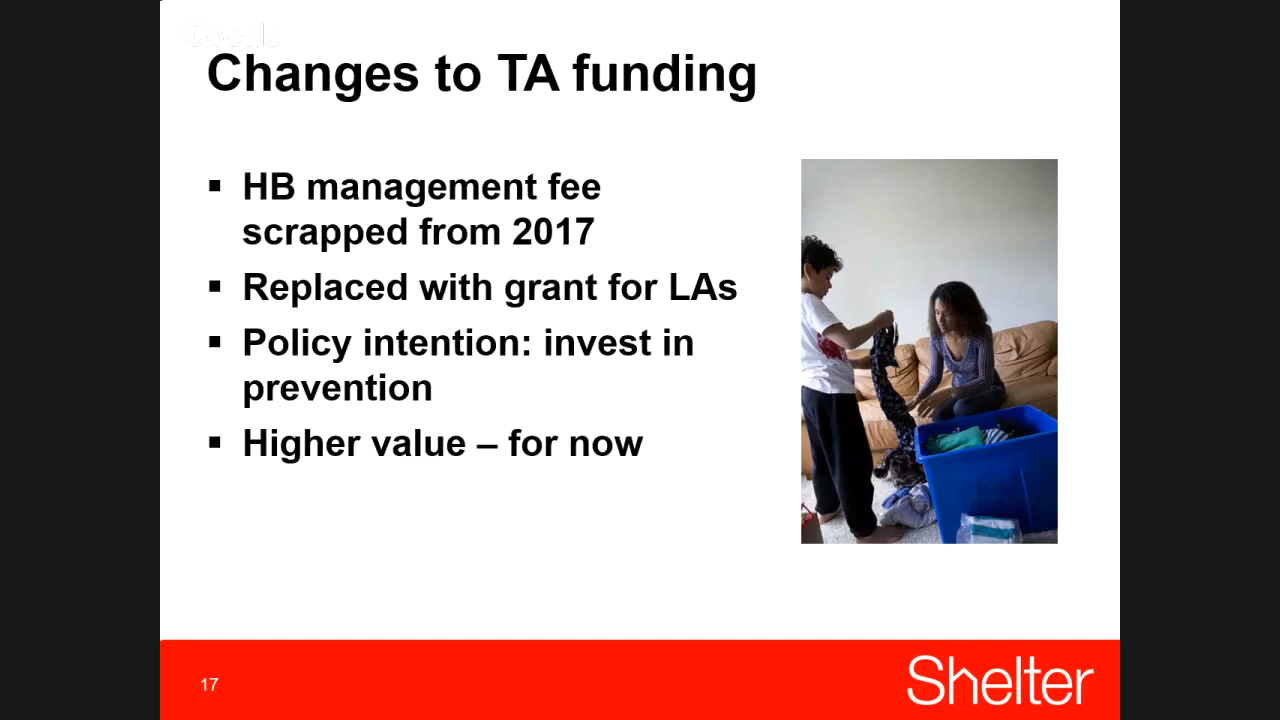 Changes to TA funding
HB management fee
scrapped from 2017
Replaced with grant for LAs
Policy intention: invest in
prevention
Higher value – for now
17
Shelter